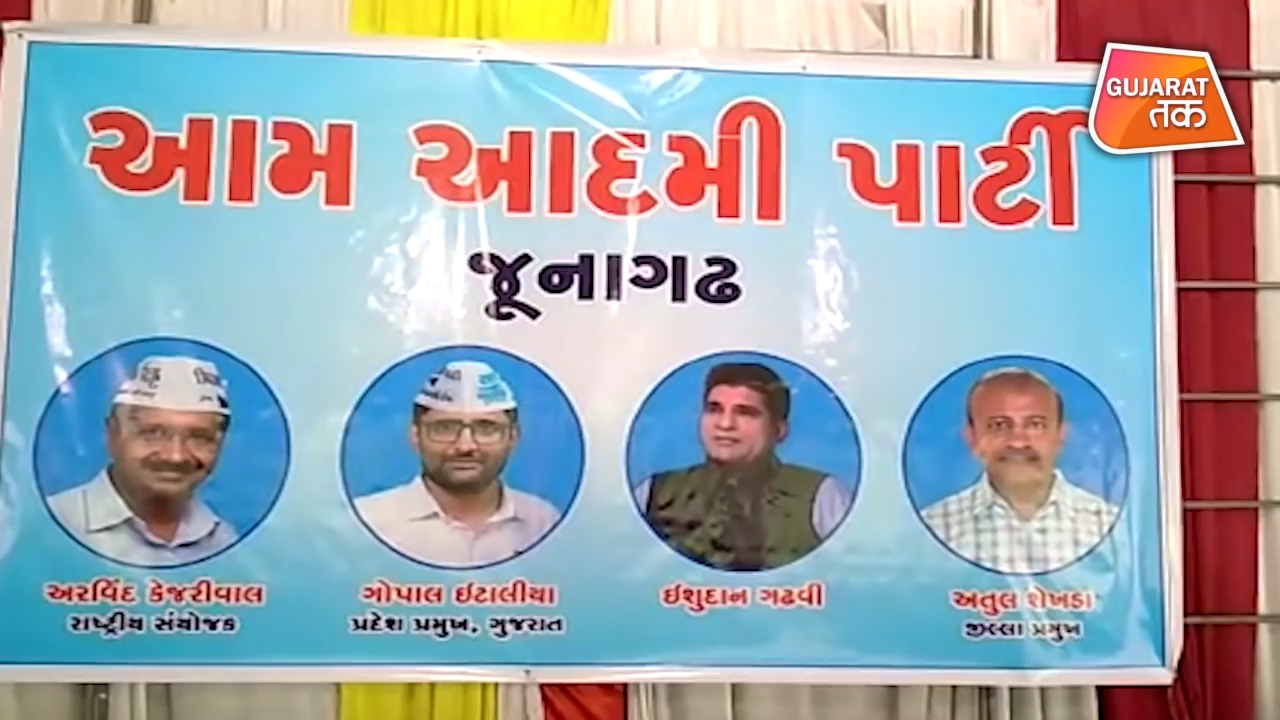 GUJARAT
तक
આમ આદમી પાર્ટી
જૂનાગઢ
અરવિંદ કેજરીવાલ
રાષ્ટ્રીય સંયોજક
ગોપાલ ઈટાલીયા
પ્રદેશ પ્રમુખ, ગુજરાત
ઈશુદાન ગઢવી
અતુલ શેખડા
જીલ્લા પ્રમુખ